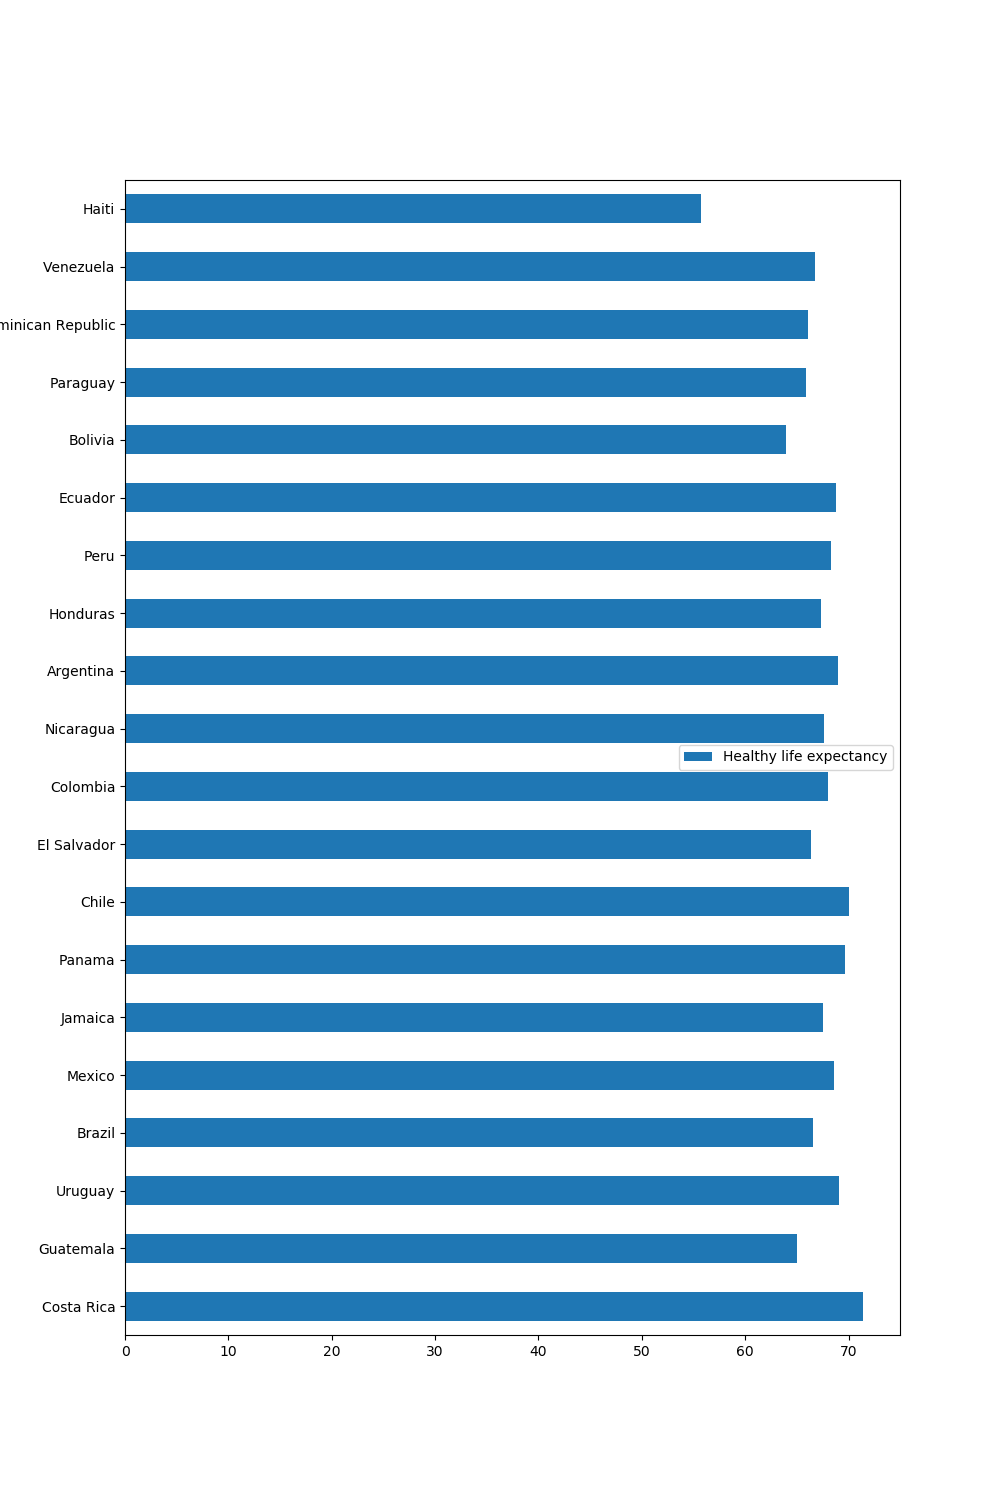 Haiti
Venezuela
minican Republic
Paraguay
Bolivia
Ecuador
Peru
Honduras
Argentina
Nicaragua
Healthy life expectancy
Colombia
El Salvador
Chile
Panama
Jamaica
Mexico
Brazil
Uruguay
Guatemala
Costa Rica
0 10 20 30 40 50 60 70